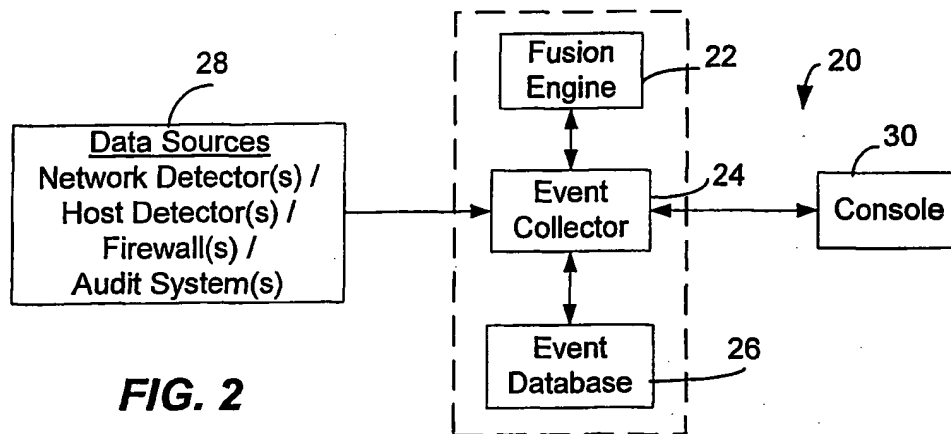 28
Data Sources
Network Detector(s) /
Host Detector(s) /
Firewall(s) /
Audit System(s)
Fusion
Engine
22
20
Event
Collector
24
30
Console
Event
Database
26
FIG. 2